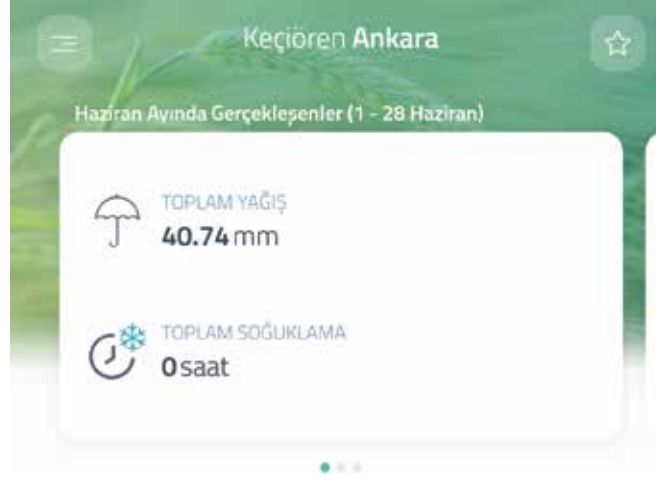 Keçiören Ankara
Haziran Ayında Gerçekleşenler (1 - 28 Haziran)
TOPLAM YAĞIŞ
40.74 mm
TOPLAM SOĞUKLAMA
0 saat